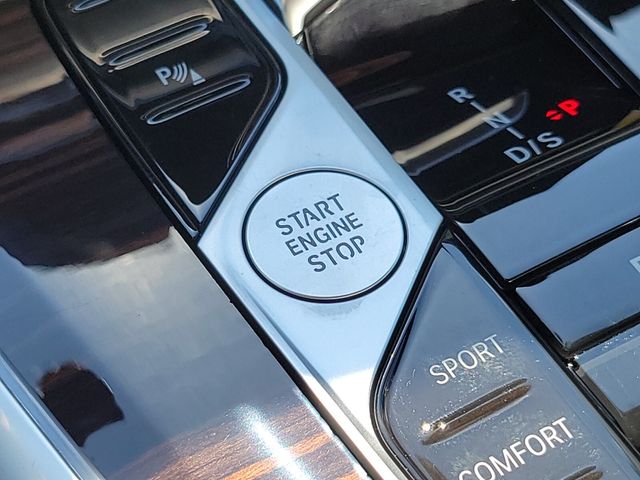 P
R
N
P
D/S
START
ENGINE
STOP
SPORT
COMFORT